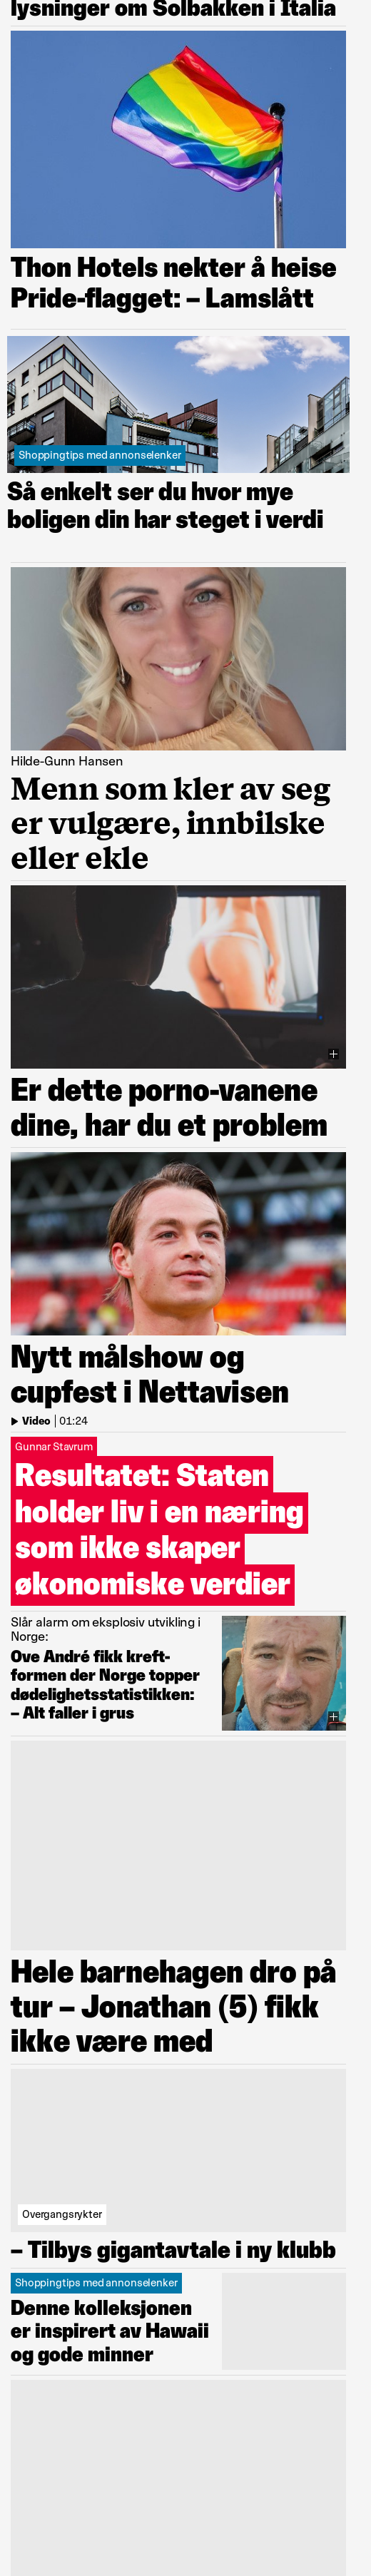 lysninger om Solbakken i Italia
Thon Hotels nekter å heise
Pride-flagget: – Lamslått
Shoppingtips med annonselenker
Så enkelt ser du hvor mye
boligen din har steget i verdi
Hilde-Gunn Hansen
Menn som kler av seg
er vulgære, innbilske
eller ekle
Er dette porno-vanene
dine, har du et problem
Nytt målshow og
cupfest i Nettavisen
Video | 01:24
Gunnar Stavrum
Resultatet: Staten
holder liv i en næring
som ikke skaper
økonomiske verdier
Slår alarm om eksplosiv utvikling i
Norge:
Ove André fikk kreft-
formen der Norge topper
dødelighetsstatistikken:
– Alt faller i grus
Hele barnehagen dro på
tur – Jonathan (5) fikk
ikke være med
Overgangsrykter
– Tilbys gigantavtale i ny klubb
Shoppingtips med annonselenker
Denne kolleksjonen
er inspirert av Hawaii
og gode minner